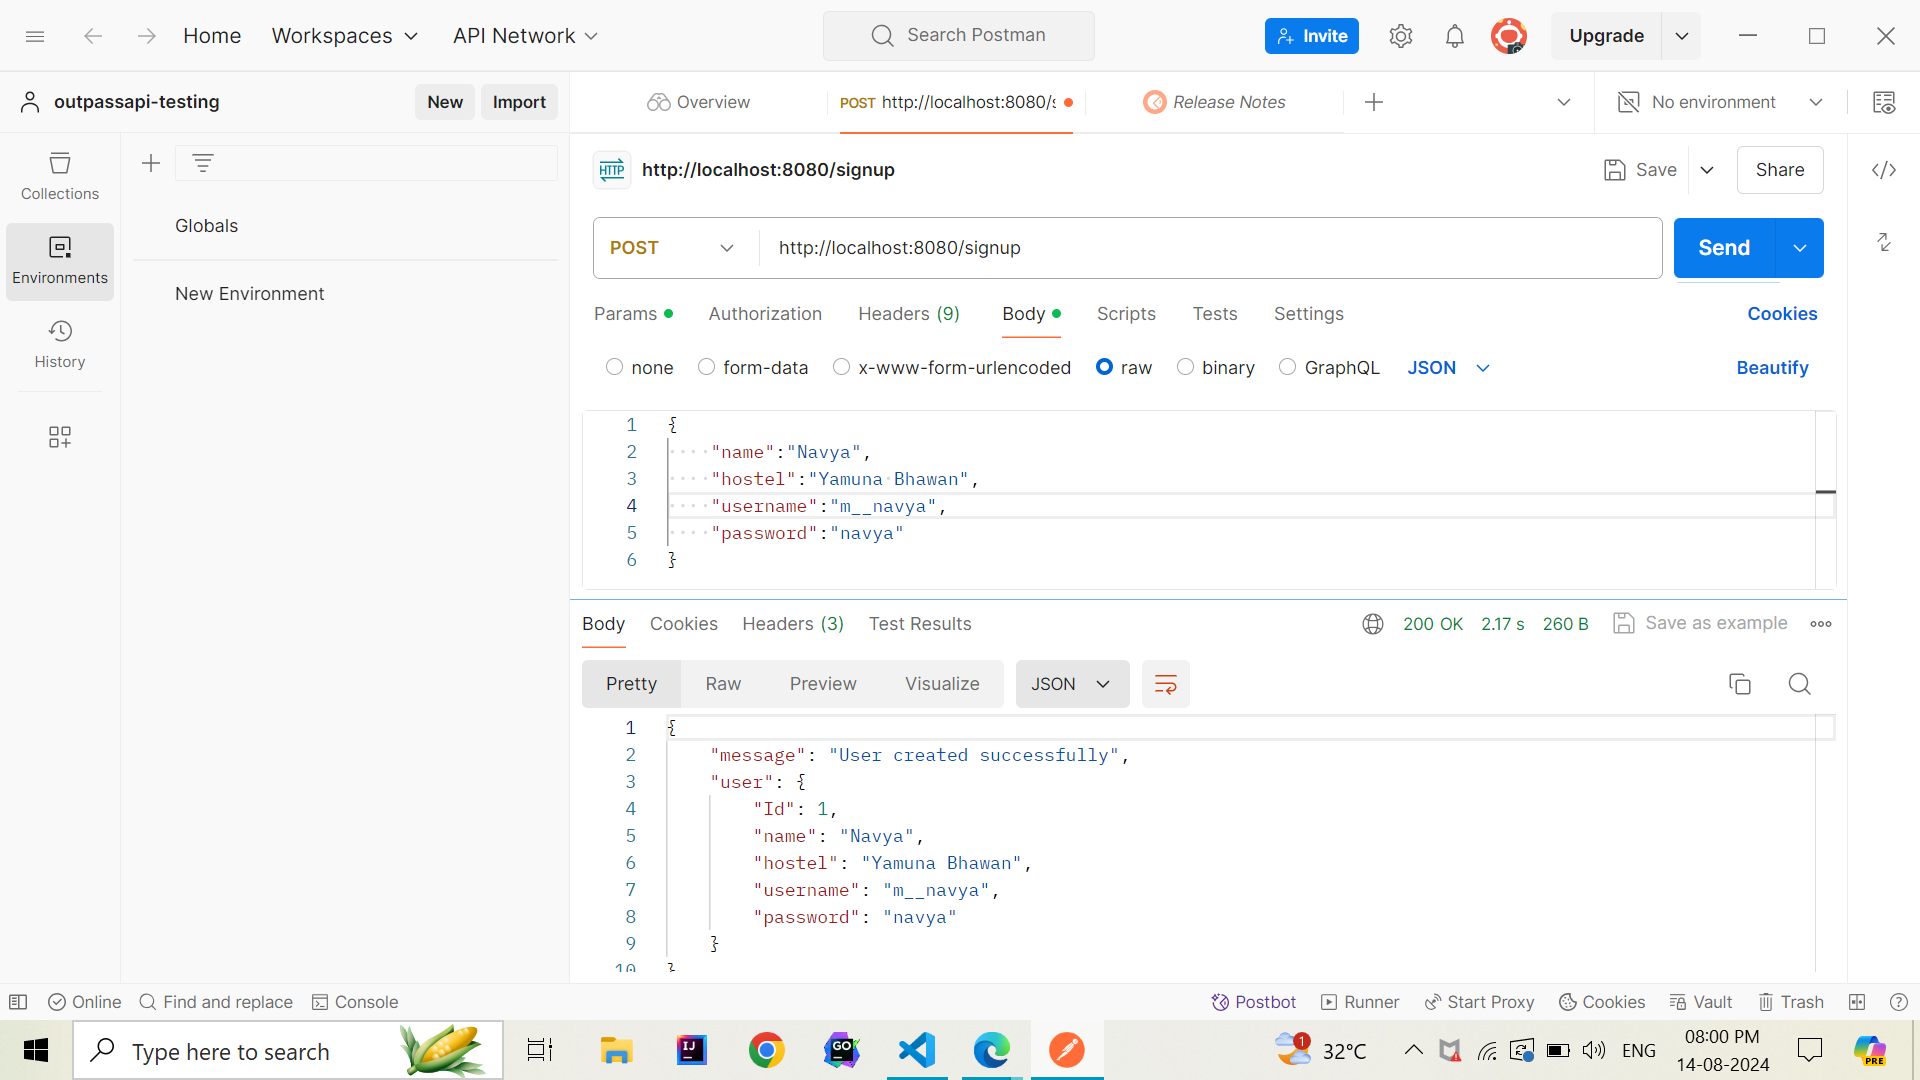 Home
Workspaces
API Network
Search Postman
Invite
Upgrade
outpassapi-testing
New
Import
Overview
POST http://localhost:8080/s
Release Notes
No environment
Collections
Environments
History
Globals
New Environment
HTTP
http://localhost:8080/signup
Save
Share
POST
http://localhost:8080/signup
Send
Params
Authorization
Headers (9)
Body
Scripts
Tests
Settings
Cookies
none
form-data
x-www-form-urlencoded
raw
binary
GraphQL
JSON
Beautify
1 {
2 "name":"Navya",
3 "hostel":"Yamuna Bhawan",
4 "username":"m__navya",
5 "password":"navya"
6 }
Body
Cookies
Headers (3)
Test Results
200 OK
2.17 s
260 B
Save as example
Pretty
Raw
Preview
Visualize
JSON
1 {
2 "message": "User created successfully",
3 "user": {
4 "Id": 1,
5 "name": "Navya",
6 "hostel": "Yamuna Bhawan",
7 "username": "m__navya",
8 "password": "navya"
9 }
10 }
Online
Find and replace
Console
Postbot
Runner
Start Proxy
Cookies
Vault
Trash
Type here to search
IJ
GO
1
32°C
ENG
08:00 PM
14-08-2024
PRE